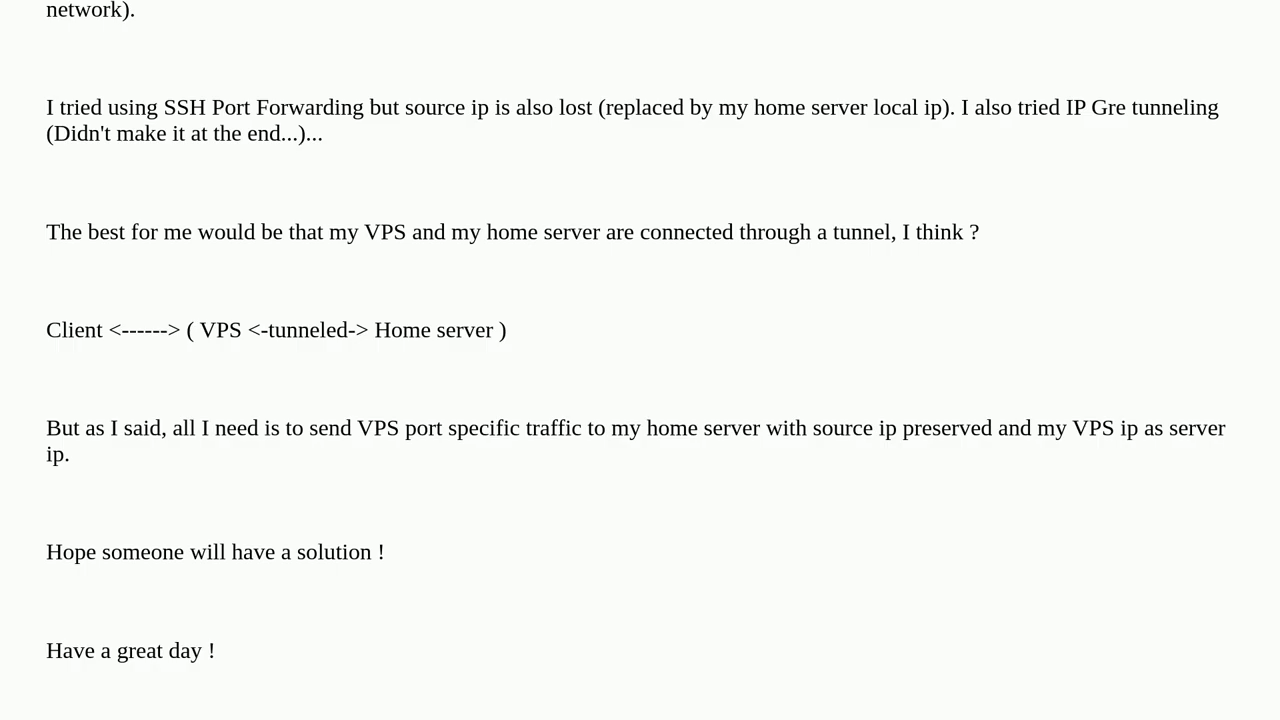 network).
I tried using SSH Port Forwarding but source ip is also lost (replaced by my home server local ip). I also tried IP Gre tunneling
(Didn't make it at the end...)...
The best for me would be that my VPS and my home server are connected through a tunnel, I think ?
Client <------> ( VPS <-tunneled-> Home server )
But as I said, all I need is to send VPS port specific traffic to my home server with source ip preserved and my VPS ip as server
ip.
Hope someone will have a solution !
Have a great day !